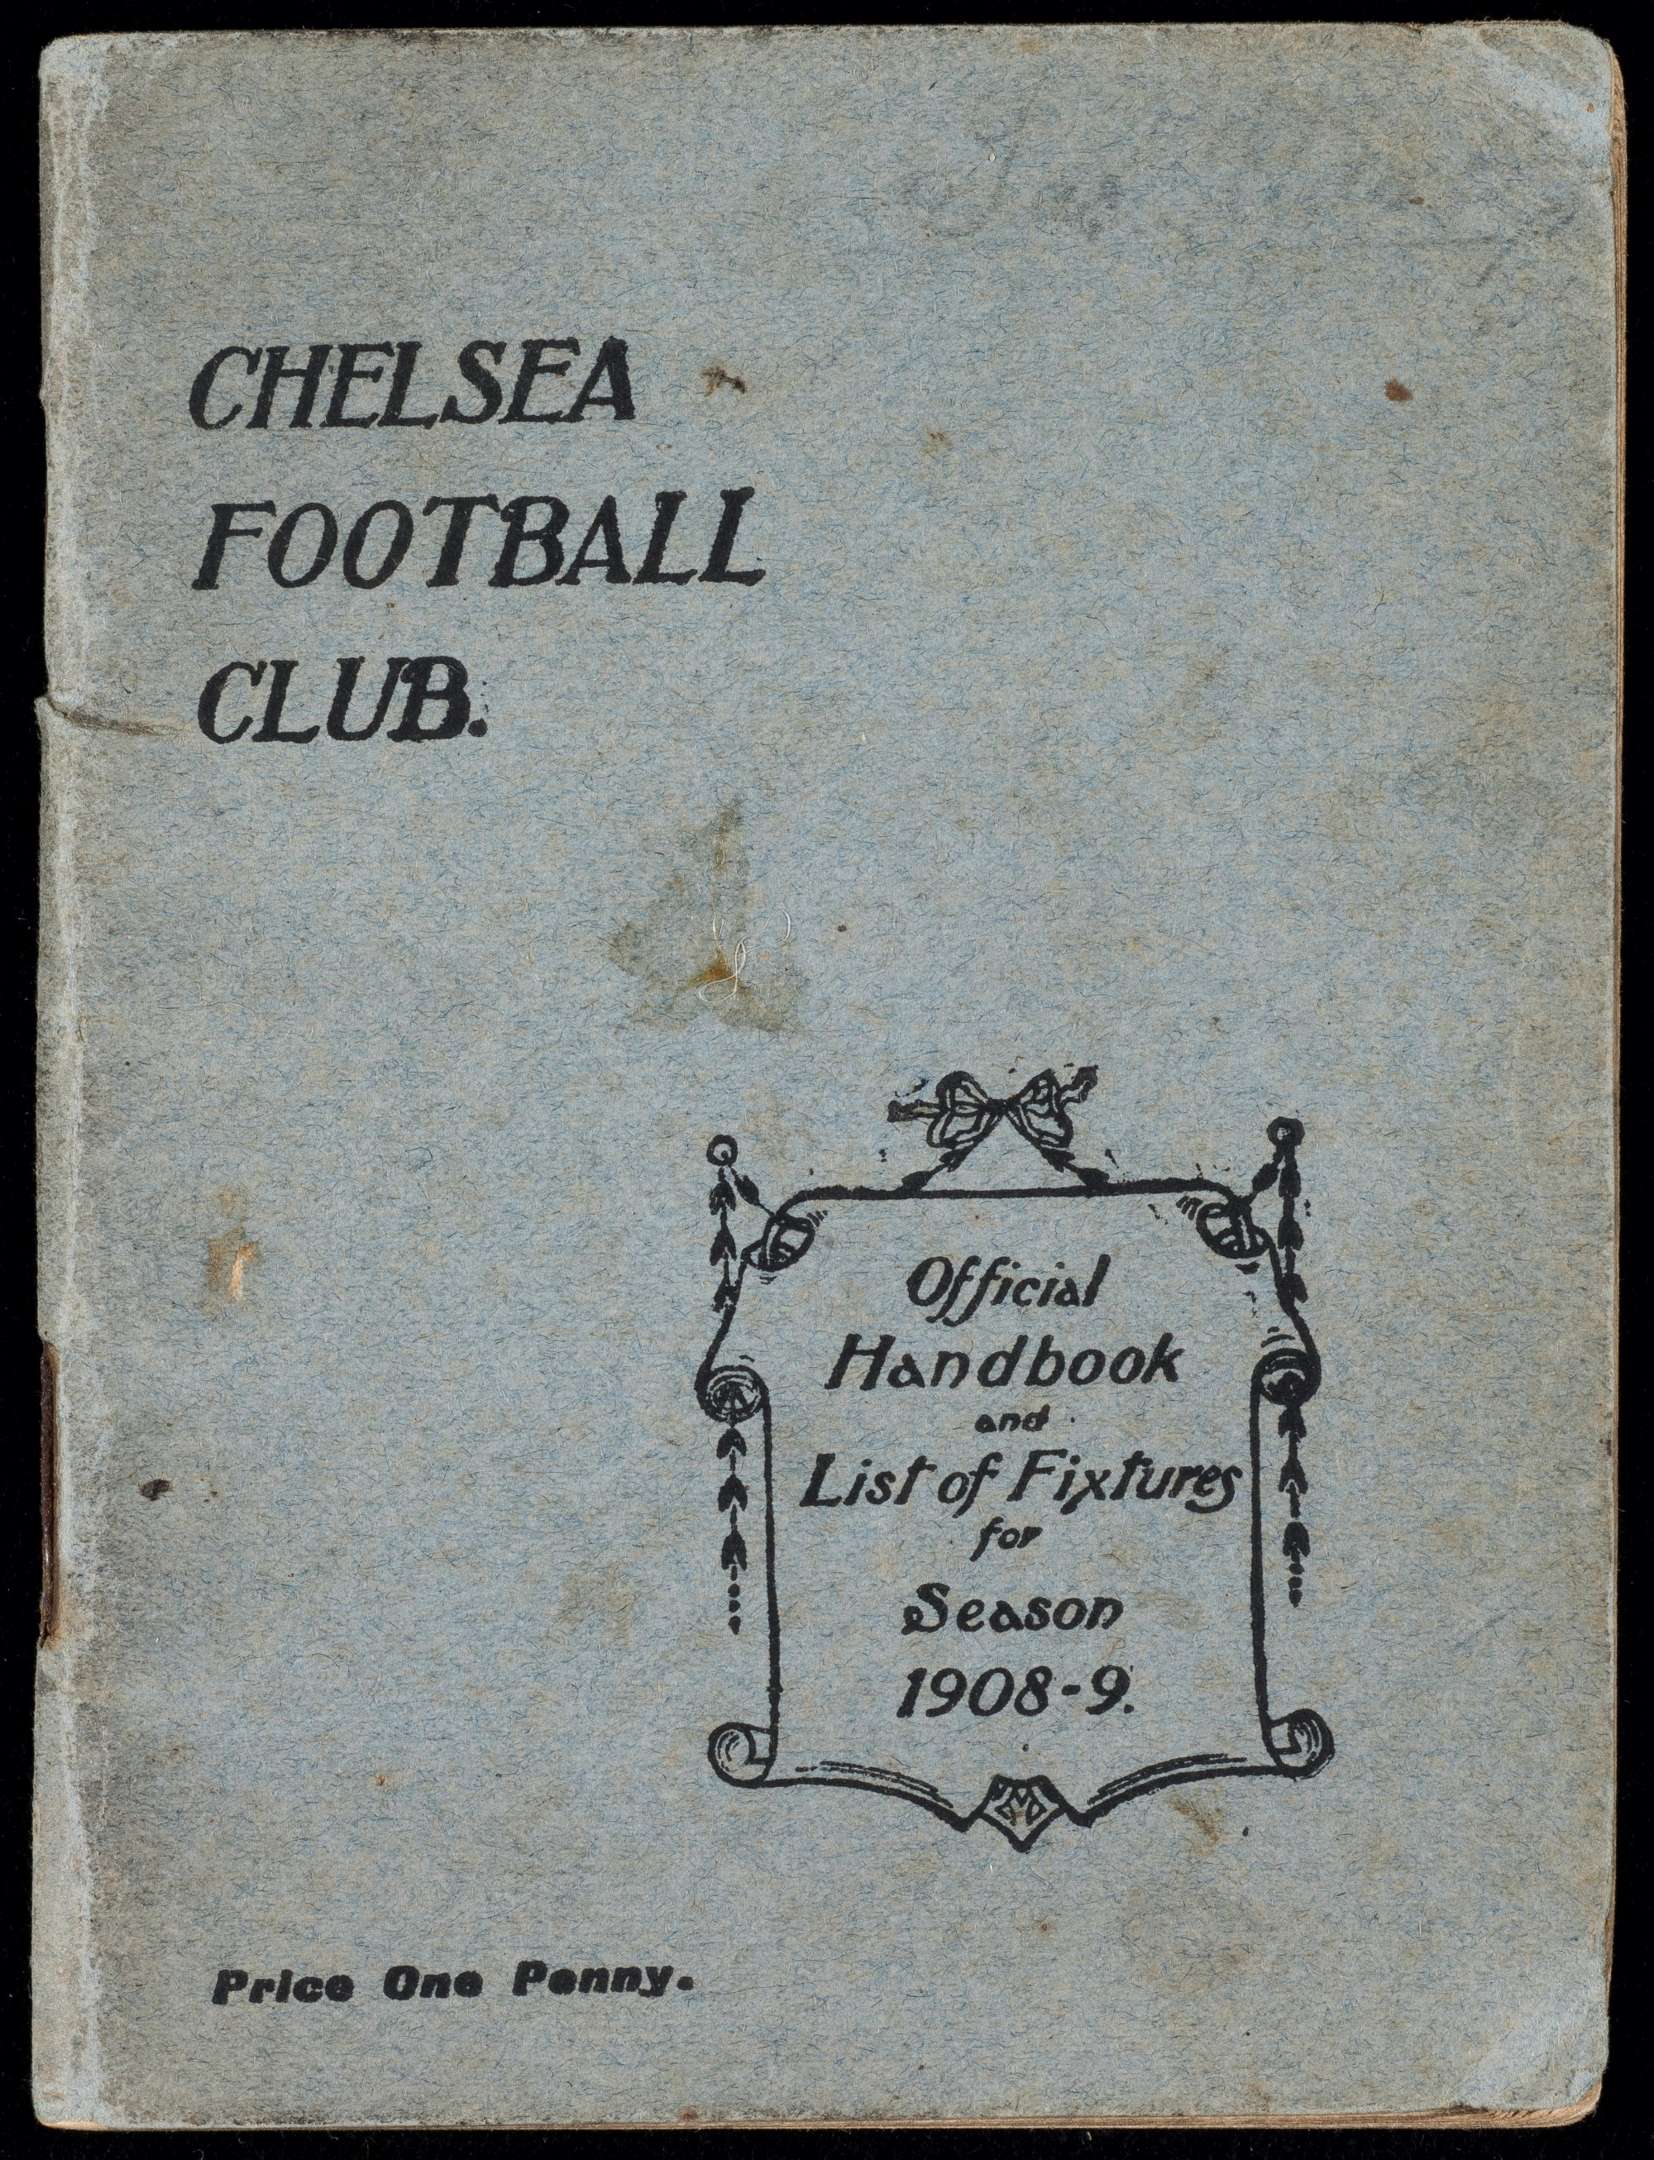 CHELSEA
FOOTBALL
CLUB.
Official
Handbook
and
List of Fixtures
for
Season
1908-9.
Price One Penny.